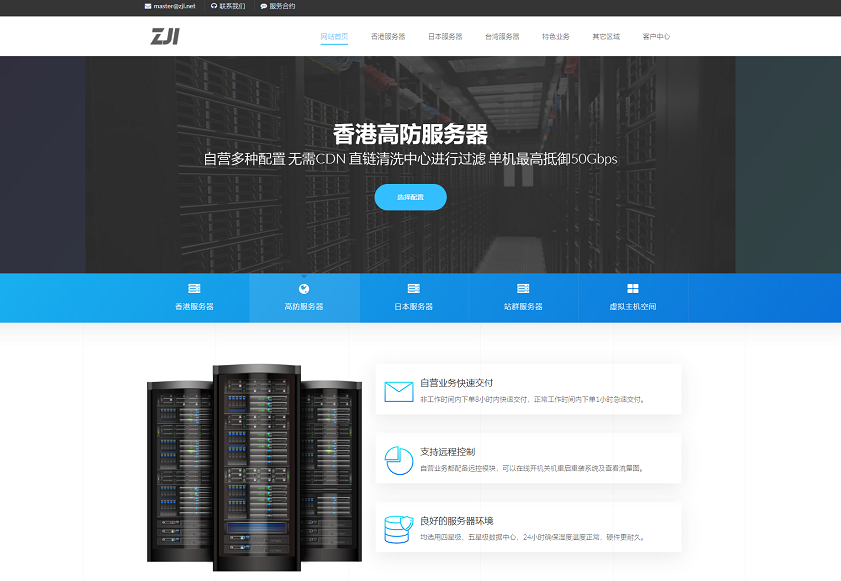 master@zji.net 联系我们 服务合约
ZJI
网站首页 香港服务器 日本服务器 台湾服务器 特色业务 其它区域 客户中心
香港高防服务器
自营多种配置 无需CDN 直链清洗中心进行过滤 单机最高抵御50Gbps
选择配置
香港服务器 高防服务器 日本服务器 站群服务器 虚拟主机空间
自营业务快速交付
非工作时间内下单8小时内快速交付，正常工作时间内下单1小时急速交付。
支持远程控制
自营业务都配备远控模块，可以在线开机关机重启重装系统及查看流量图。
良好的服务器环境
均选用四星级、五星级数据中心，24小时确保湿度温度正常，硬件更耐久。